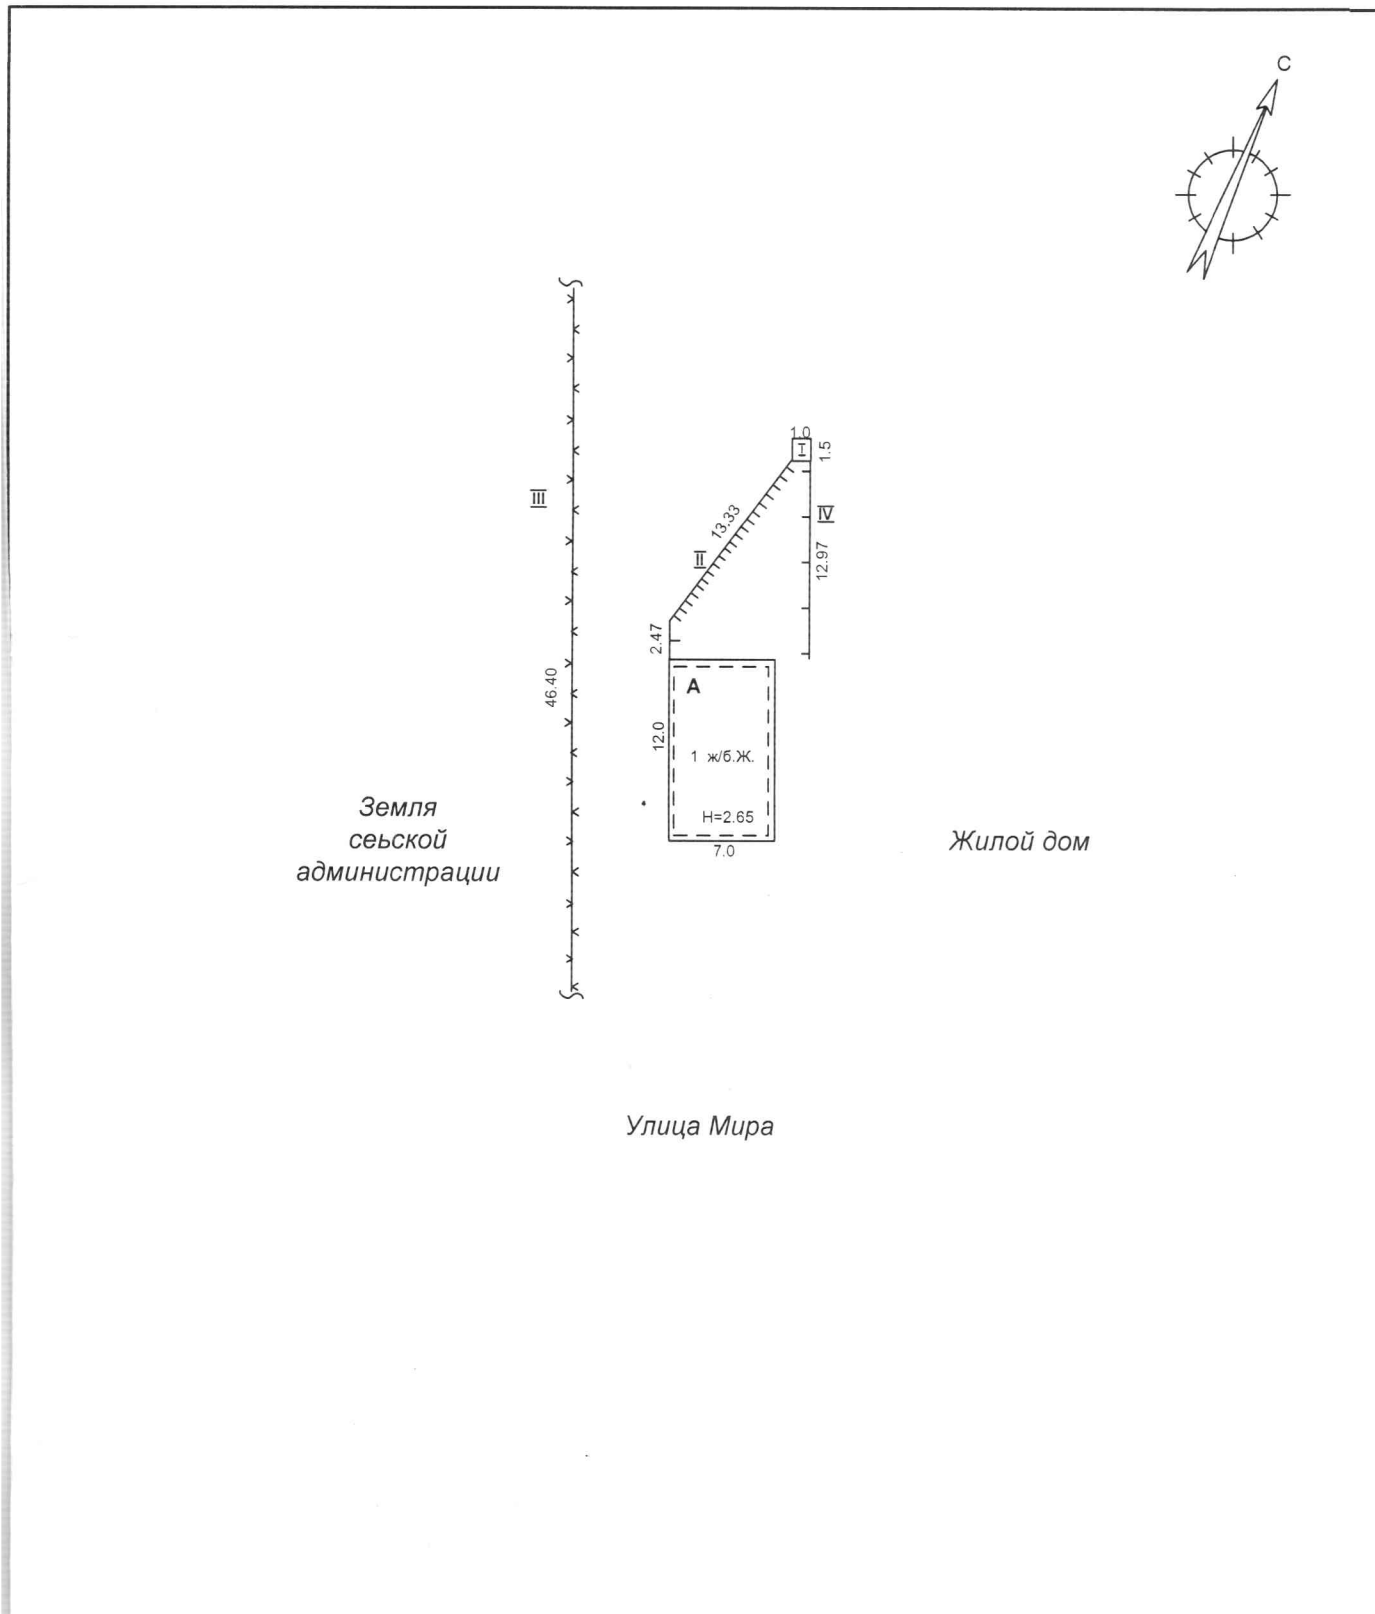 С
1.0
I
1.5
III
IV
13.33
II
12.97
2.47
46.40
А
12.0
1 ж/б.Ж.
Н=2.65
7.0
Земля
сеьской
администрации
Жилой дом
Улица Мира